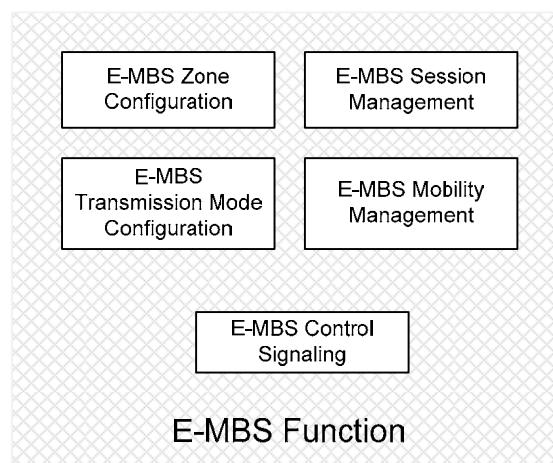 E-MBS Zone
Configuration
E-MBS Session
Management
E-MBS
Transmission Mode
Configuration
E-MBS Mobility
Management
E-MBS Control
Signaling
E-MBS Function